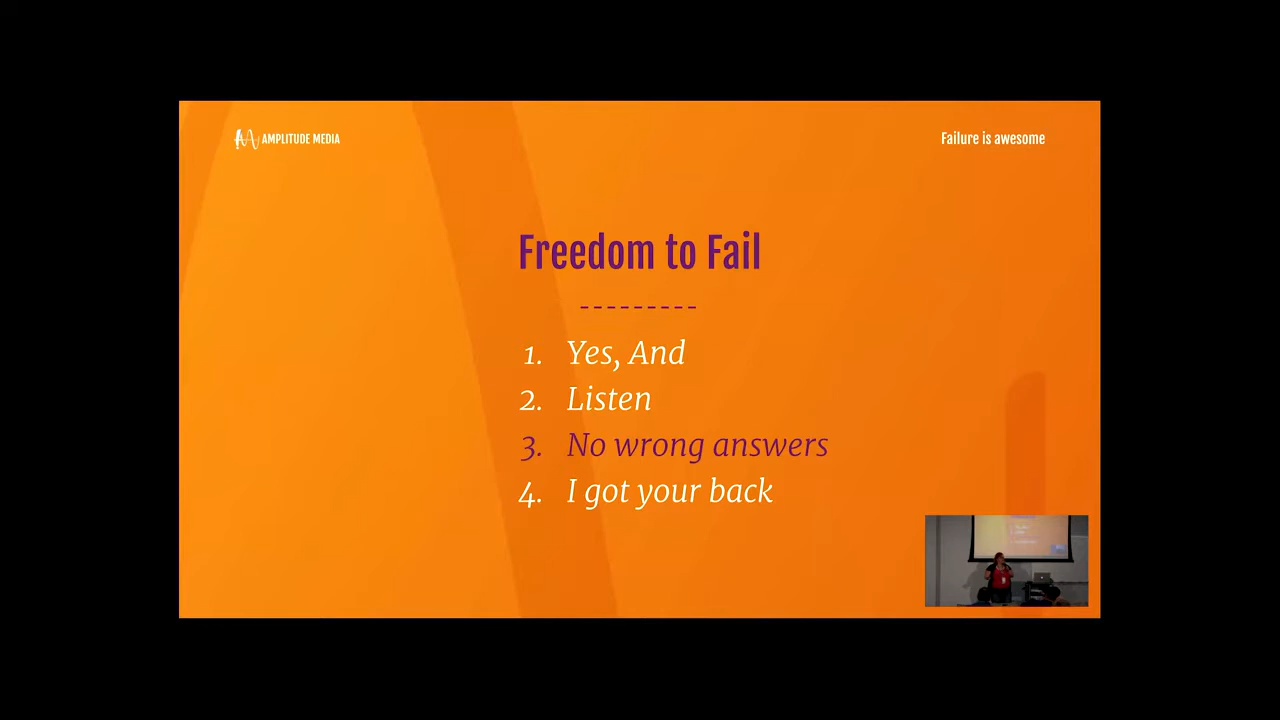 AMPLITUDE MEDIA
Failure is awesome
Freedom to Fail
1. Yes, And
2. Listen
3. No wrong answers
4. I got your back